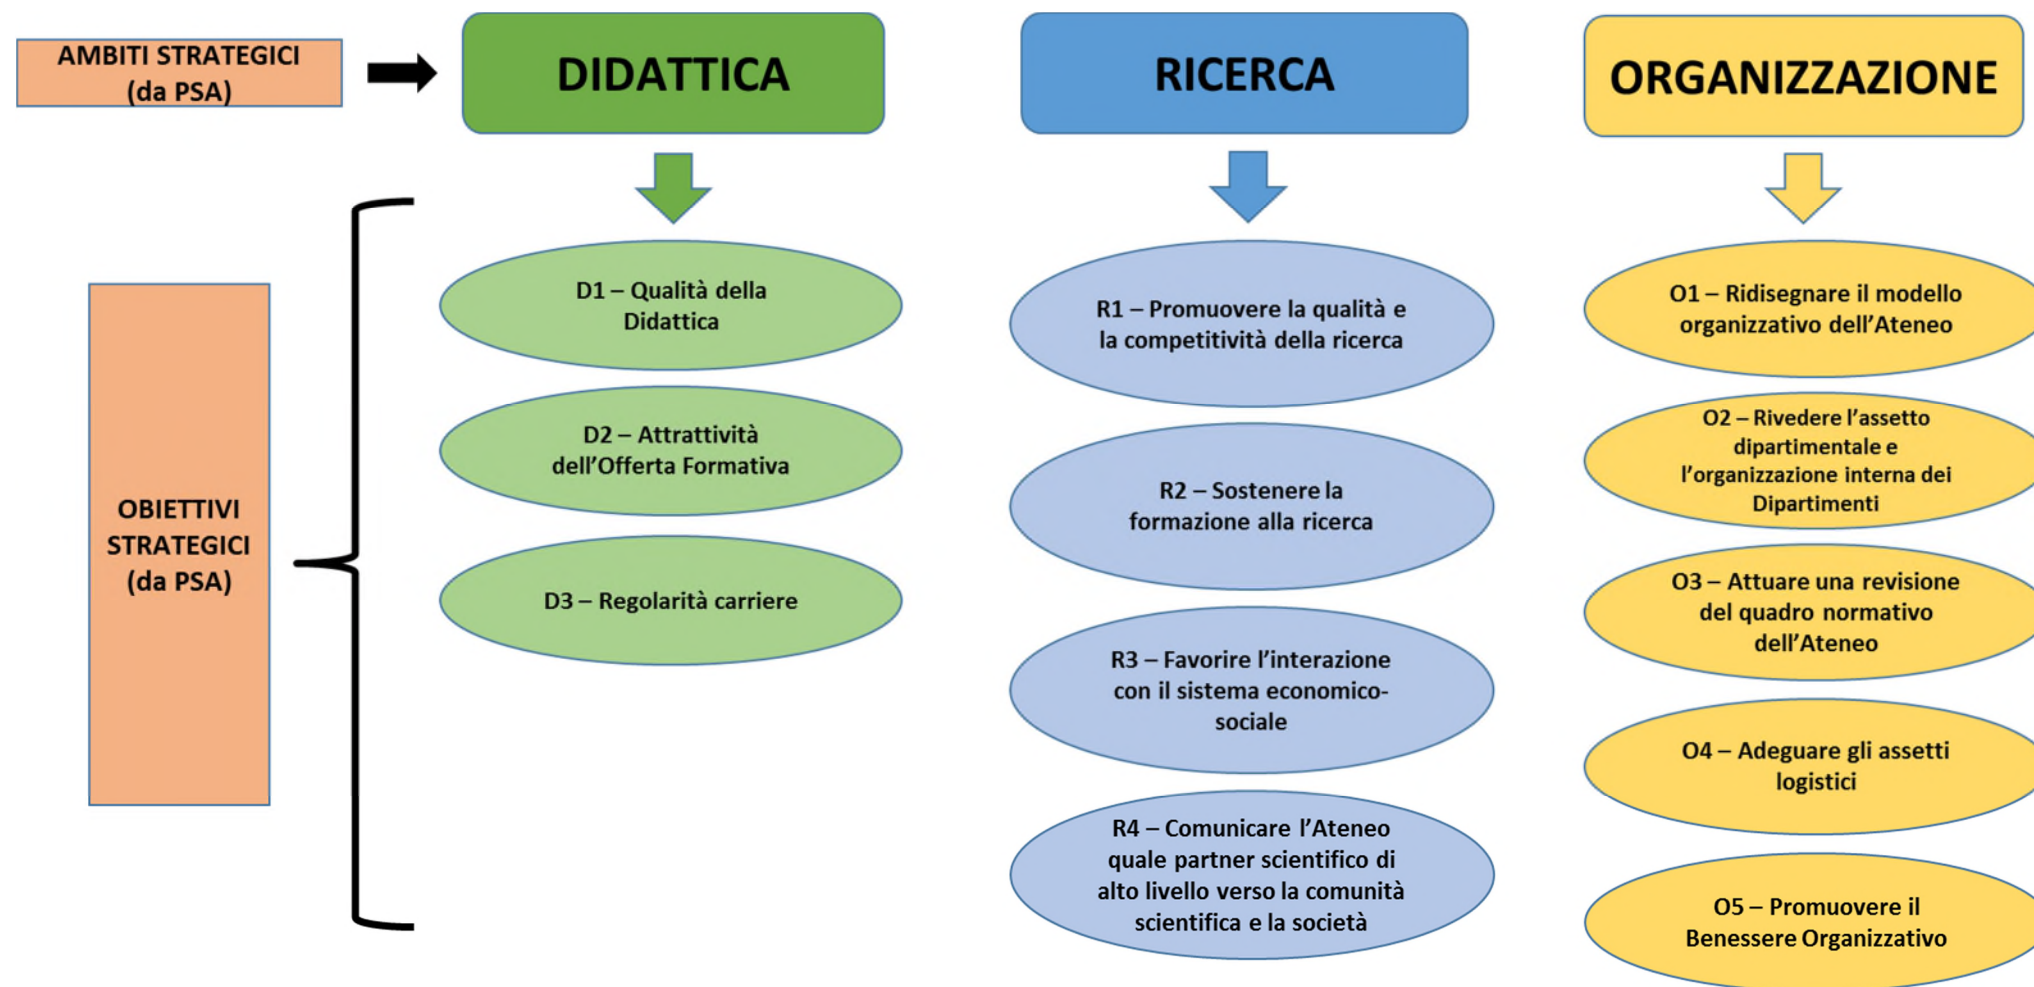 AMBITI STRATEGICI
(da PSA)
DIDATTICA
RICERCA
ORGANIZZAZIONE
OBIETTIVI
STRATEGICI
(da PSA)
D1 – Qualità della
Didattica
D2 – Attrattività
dell’Offerta Formativa
D3 – Regolarità carriere
R1 – Promuovere la qualità e
la competitività della ricerca
R2 – Sostenere la
formazione alla ricerca
R3 – Favorire l’interazione
con il sistema economico-
sociale
R4 – Comunicare l’Ateneo
quale partner scientifico di
alto livello verso la comunità
scientifica e la società
O1 – Ridisegnare il modello
organizzativo dell’Ateneo
O2 – Rivedere l’assetto
dipartimentale e
l’organizzazione interna dei
Dipartimenti
O3 – Attuare una revisione
del quadro normativo
dell’Ateneo
O4 – Adeguare gli assetti
logistici
O5 – Promuovere il
Benessere Organizzativo